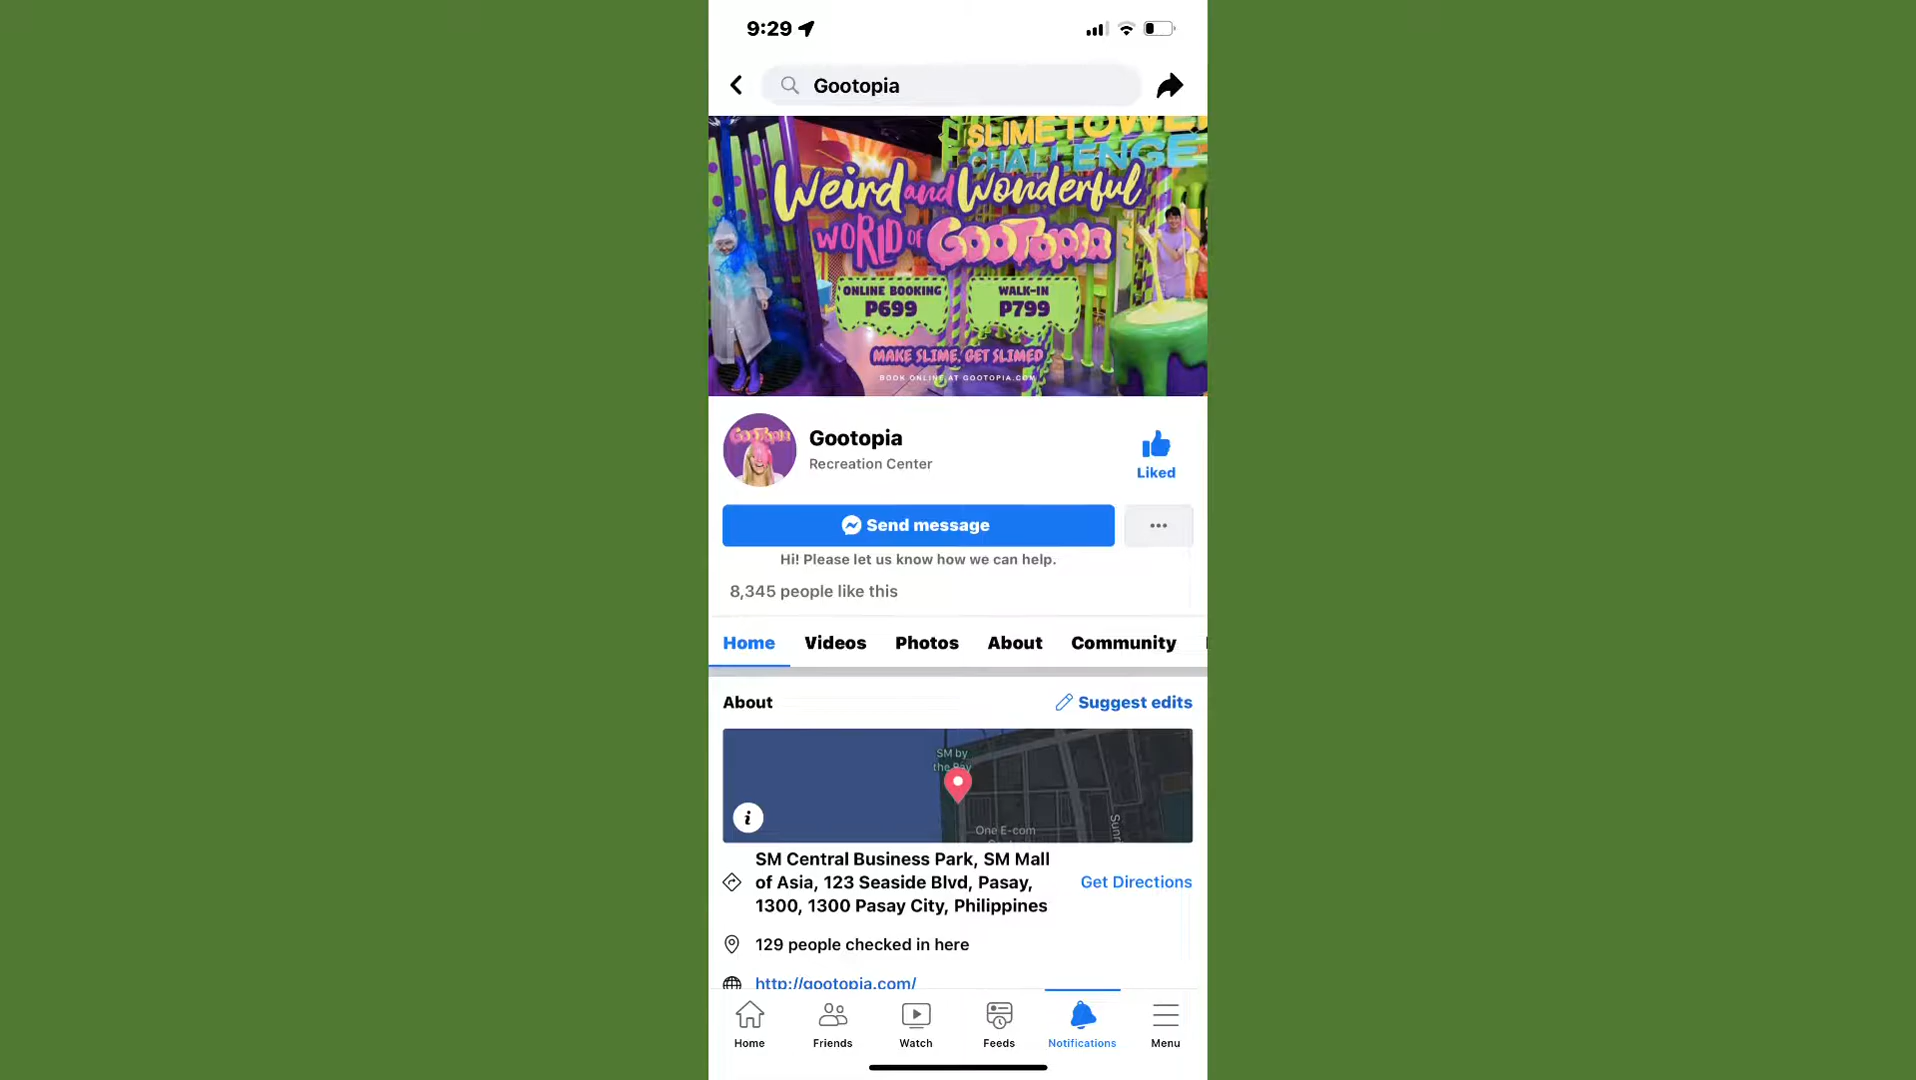 9:29
Gootopia
SLIMETOWER
CHALLENGE
Weird and Wonderful
WORLD OF GOOTOPIA
ONLINE BOOKING
P699
WALK-IN
P799
MAKE SLIME, GET SLIMED
BOOK ONLINE AT GOOTOPIA.COM
Gootopia
Gootopia
Recreation Center
Liked
Send message
Hi! Please let us know how we can help.
8,345 people like this
Home Videos Photos About Community
About
Suggest edits
SM by
the Bay
One E-com
SM Central Business Park, SM Mall
of Asia, 123 Seaside Blvd, Pasay,
1300, 1300 Pasay City, Philippines
Get Directions
129 people checked in here
http://gootopia.com/
Home Friends Watch Feeds Notifications Menu